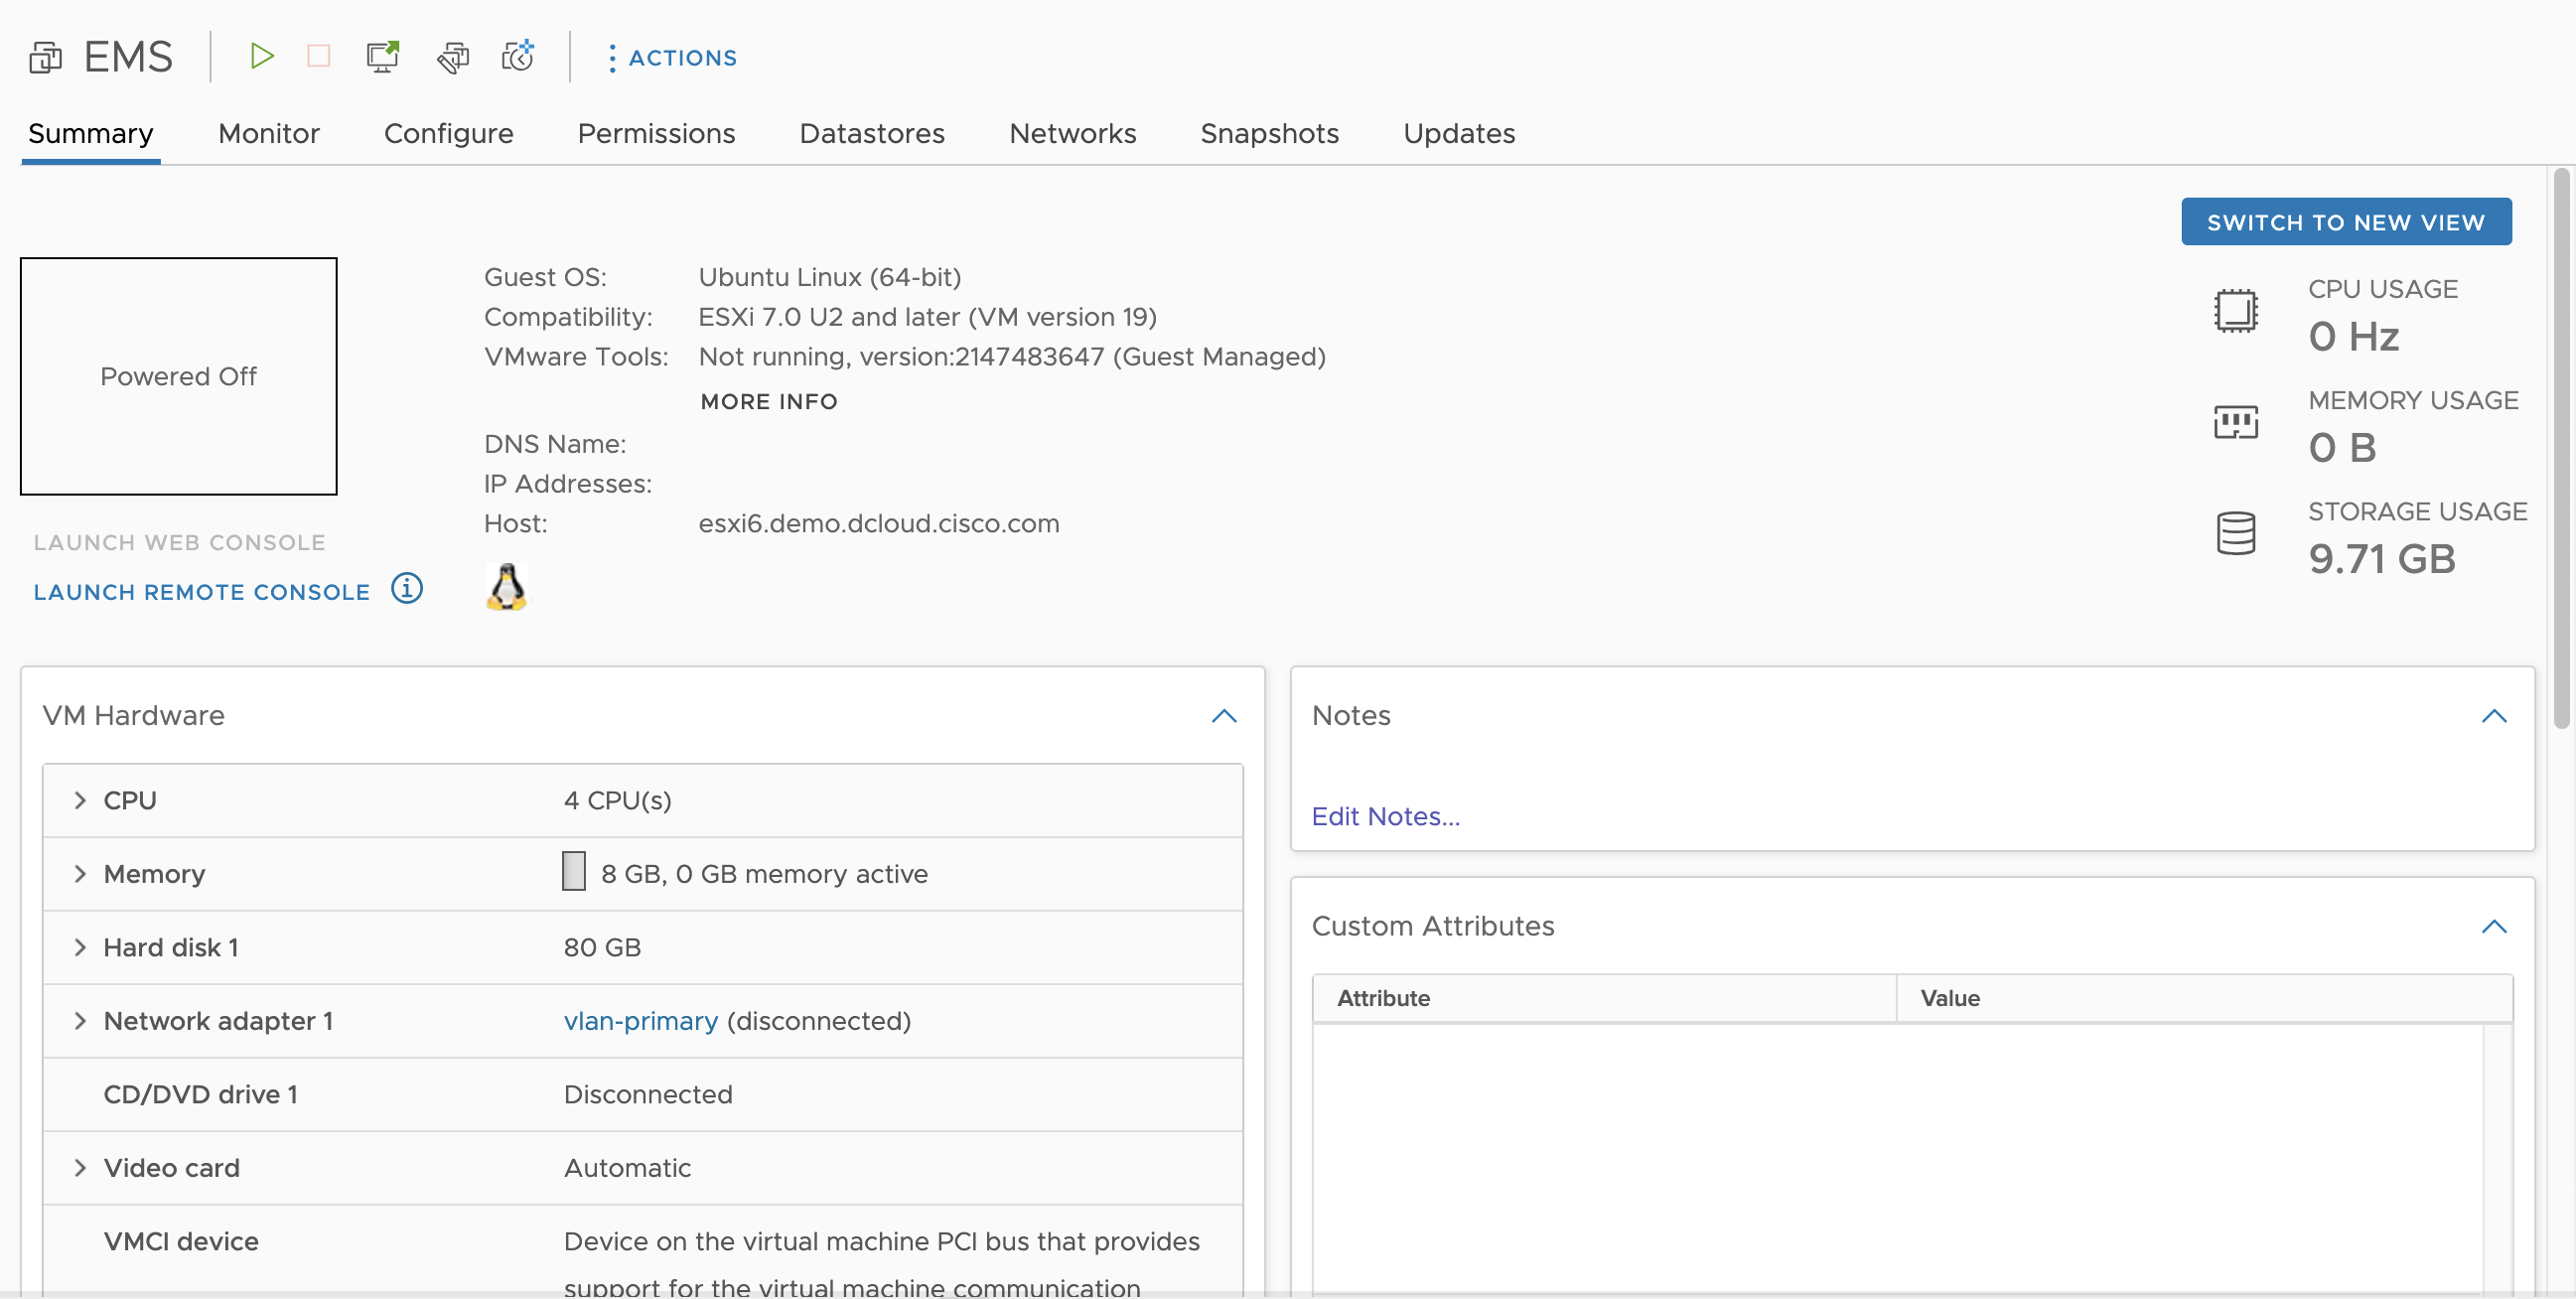 EMS
ACTIONS
Summary Monitor Configure Permissions Datastores Networks Snapshots Updates
SWITCH TO NEW VIEW
Powered Off
LAUNCH WEB CONSOLE
LAUNCH REMOTE CONSOLE
Guest OS: Ubuntu Linux (64-bit)
Compatibility: ESXi 7.0 U2 and later (VM version 19)
VMware Tools: Not running, version:2147483647 (Guest Managed)
MORE INFO
DNS Name:
IP Addresses:
Host: esxi6.demo.dcloud.cisco.com
CPU USAGE
0 Hz
MEMORY USAGE
0 B
STORAGE USAGE
9.71 GB
VM Hardware
CPU 4 CPU(s)
Memory 8 GB, 0 GB memory active
Hard disk 1 80 GB
Network adapter 1 vlan-primary (disconnected)
CD/DVD drive 1 Disconnected
Video card Automatic
VMCI device Device on the virtual machine PCI bus that provides
support for the virtual machine communication
Notes
Edit Notes...
Custom Attributes
Attribute Value